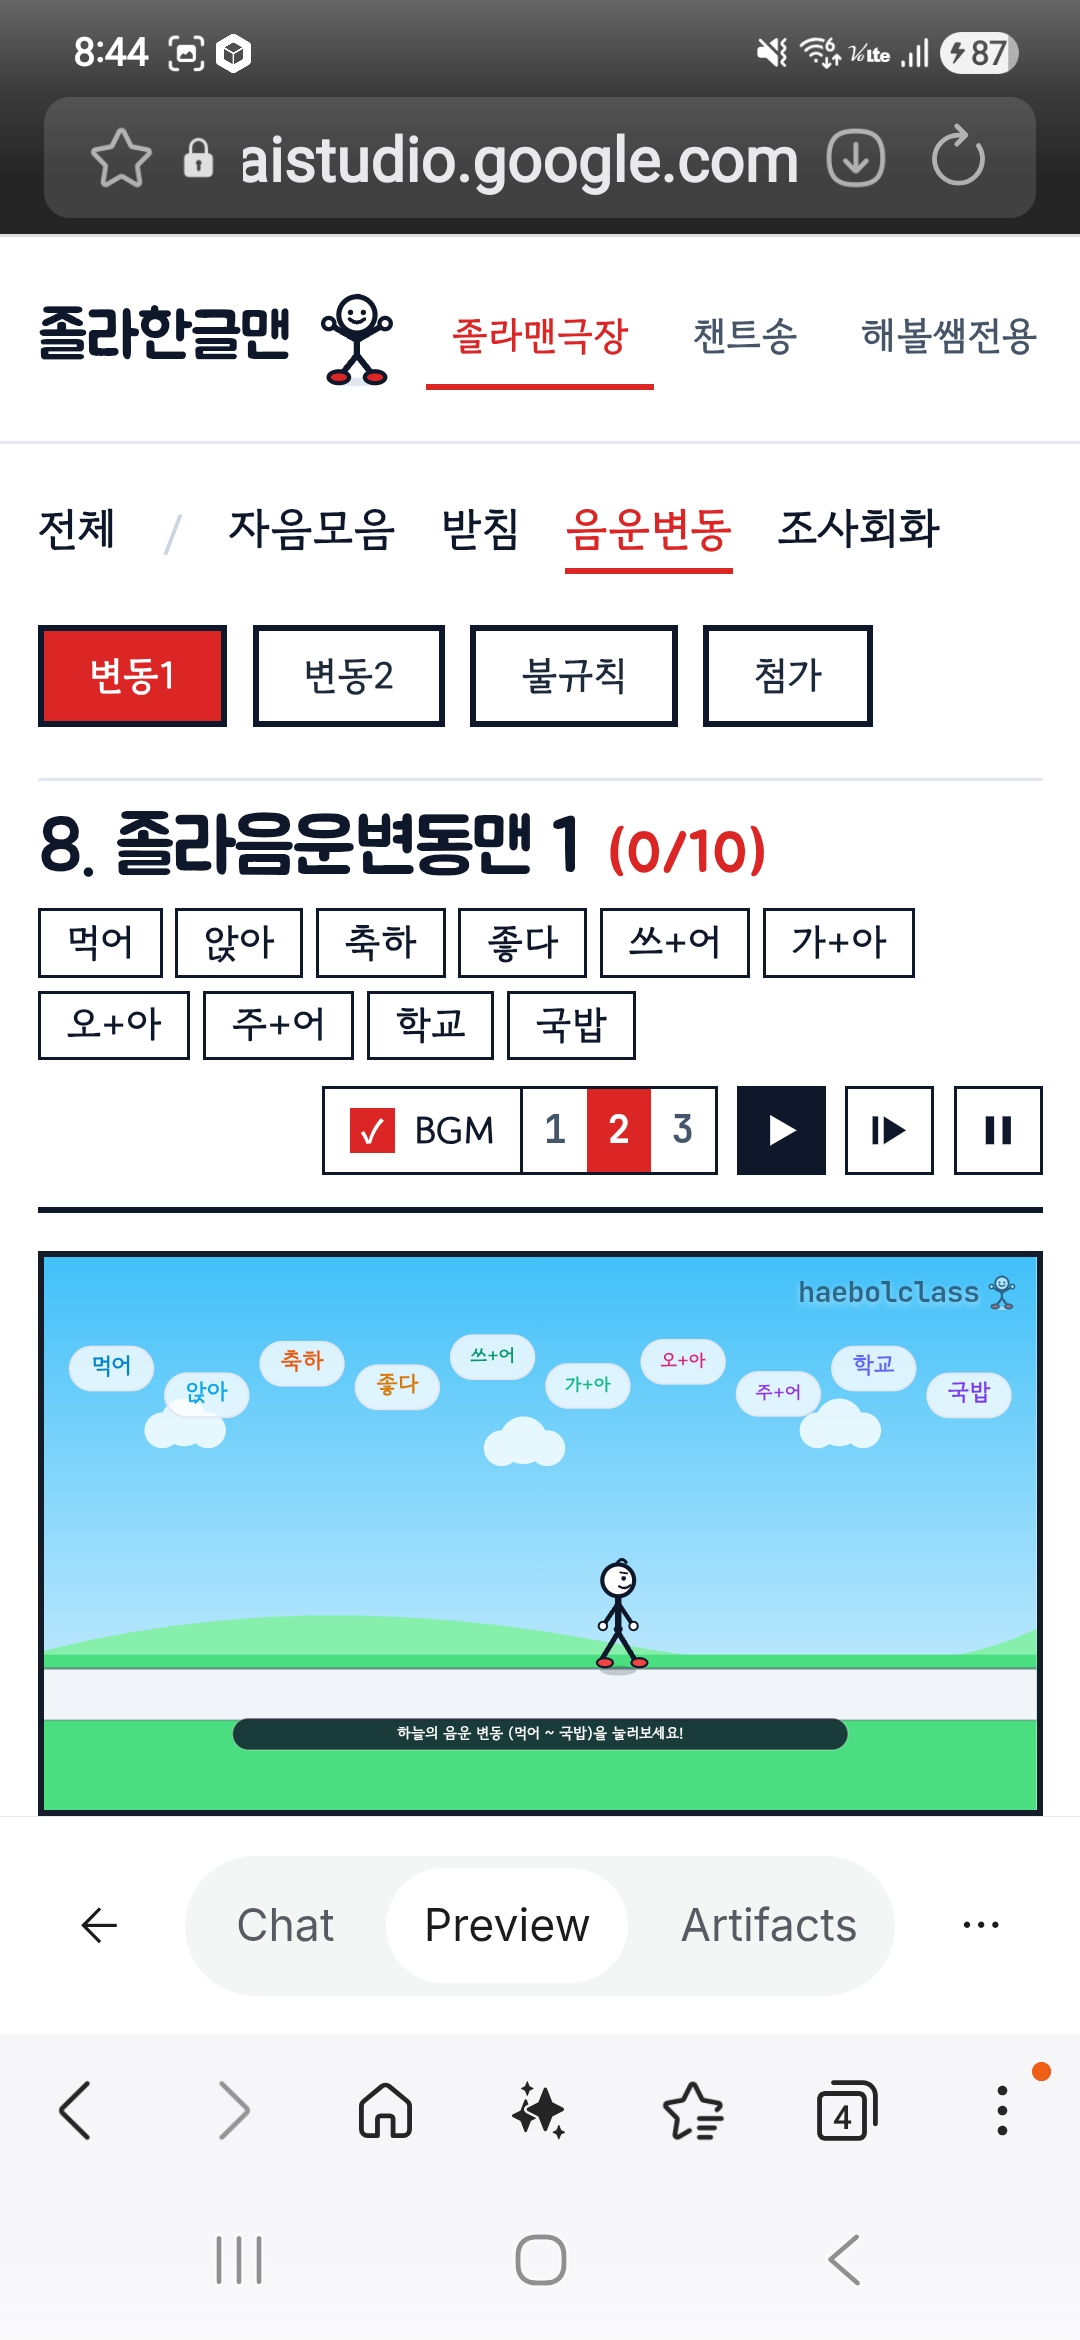 8:44
VoLTE 87
aistudio.google.com
졸라한글맨 졸라맨극장 챈트송 해볼쌤전용
전체 / 자음모음 받침 음운변동 조사회화
변동1 변동2 불규칙 첨가
8. 졸라음운변동맨 1 (0/10)
먹어 앉아 축하 좋다 쓰+어 가+아
오+아 주+어 학교 국밥
✓ BGM 1 2 3
haebolclass
먹어 앉아 축하 좋다 쓰+어 가+아 오+아 주+어 학교 국밥
하늘의 음운 변동 (먹어 ~ 국밥)을 눌러보세요!
Chat Preview Artifacts
4